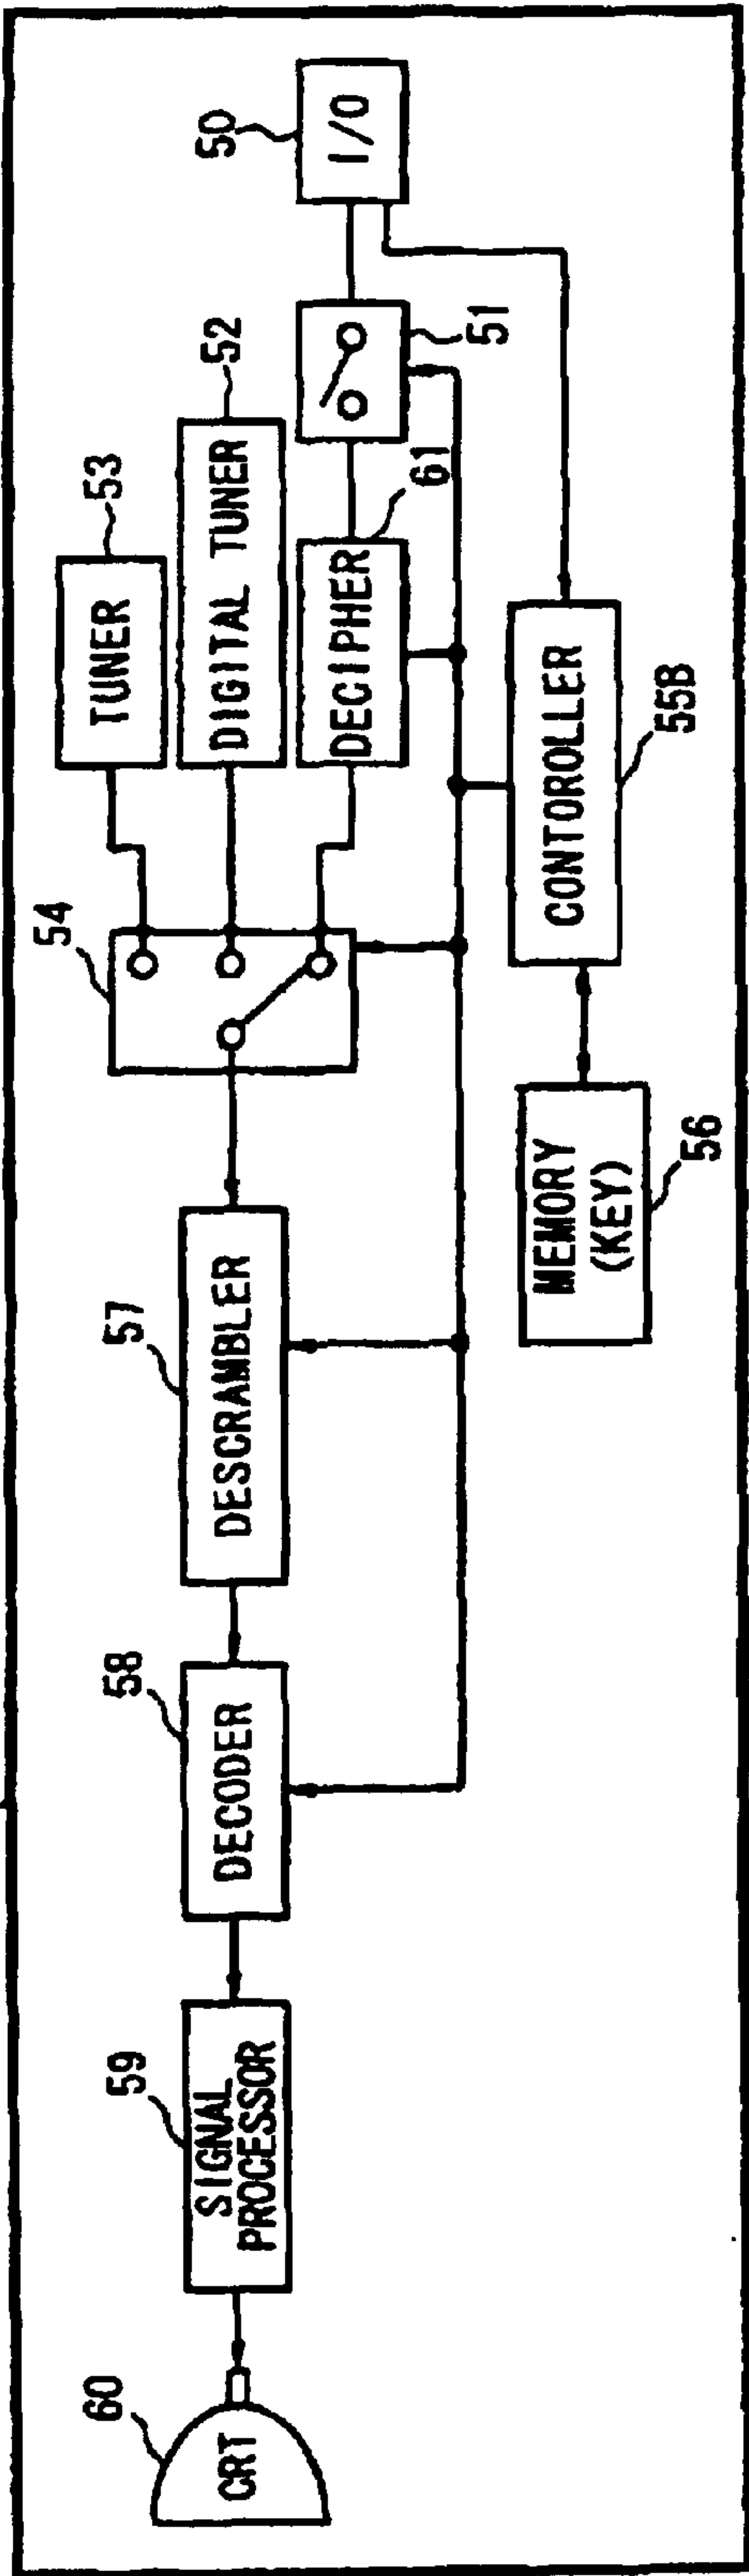 60
CRT
59
SIGNAL
PROCESSOR
58
DECODER
57
DESCRAMBLER
54
53
TUNER
52
DIGITAL TUNER
DECIPHER
61
51
50
I/O
MEMORY
(KEY)
56
CONTOROLLER
55B